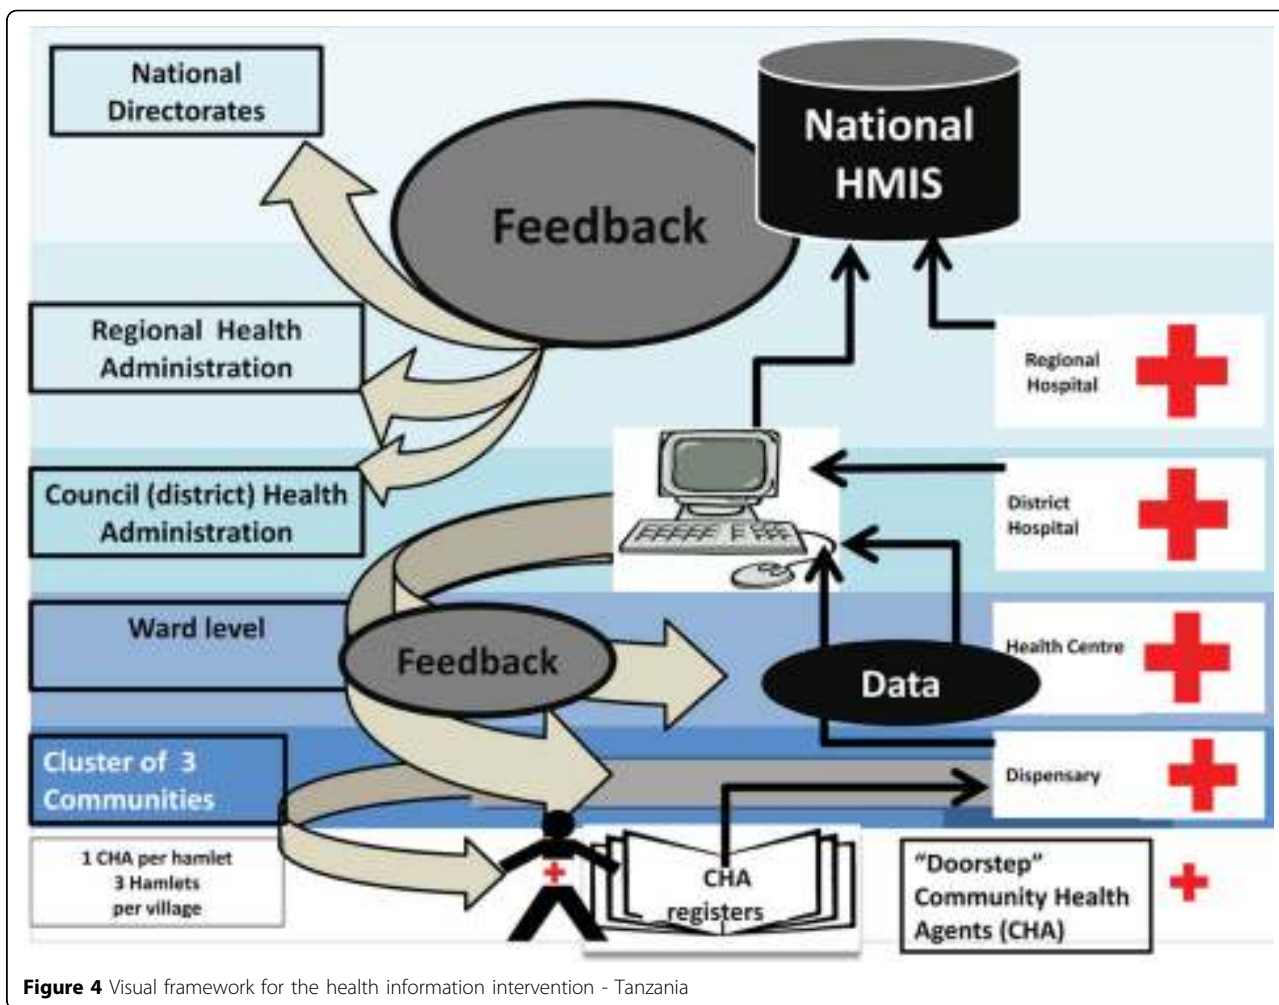 National
Directorates
National
HMIS
Feedback
Regional Health
Administration
Regional
Hospital
Council (district) Health
Administration
District
Hospital
Ward level
Feedback
Health Centre
Data
Cluster of 3
Communities
Dispensary
1 CHA per hamlet
3 Hamlets
per village
CHA
registers
“Doorstep”
Community Health
Agents (CHA)
Figure 4 Visual framework for the health information intervention - Tanzania